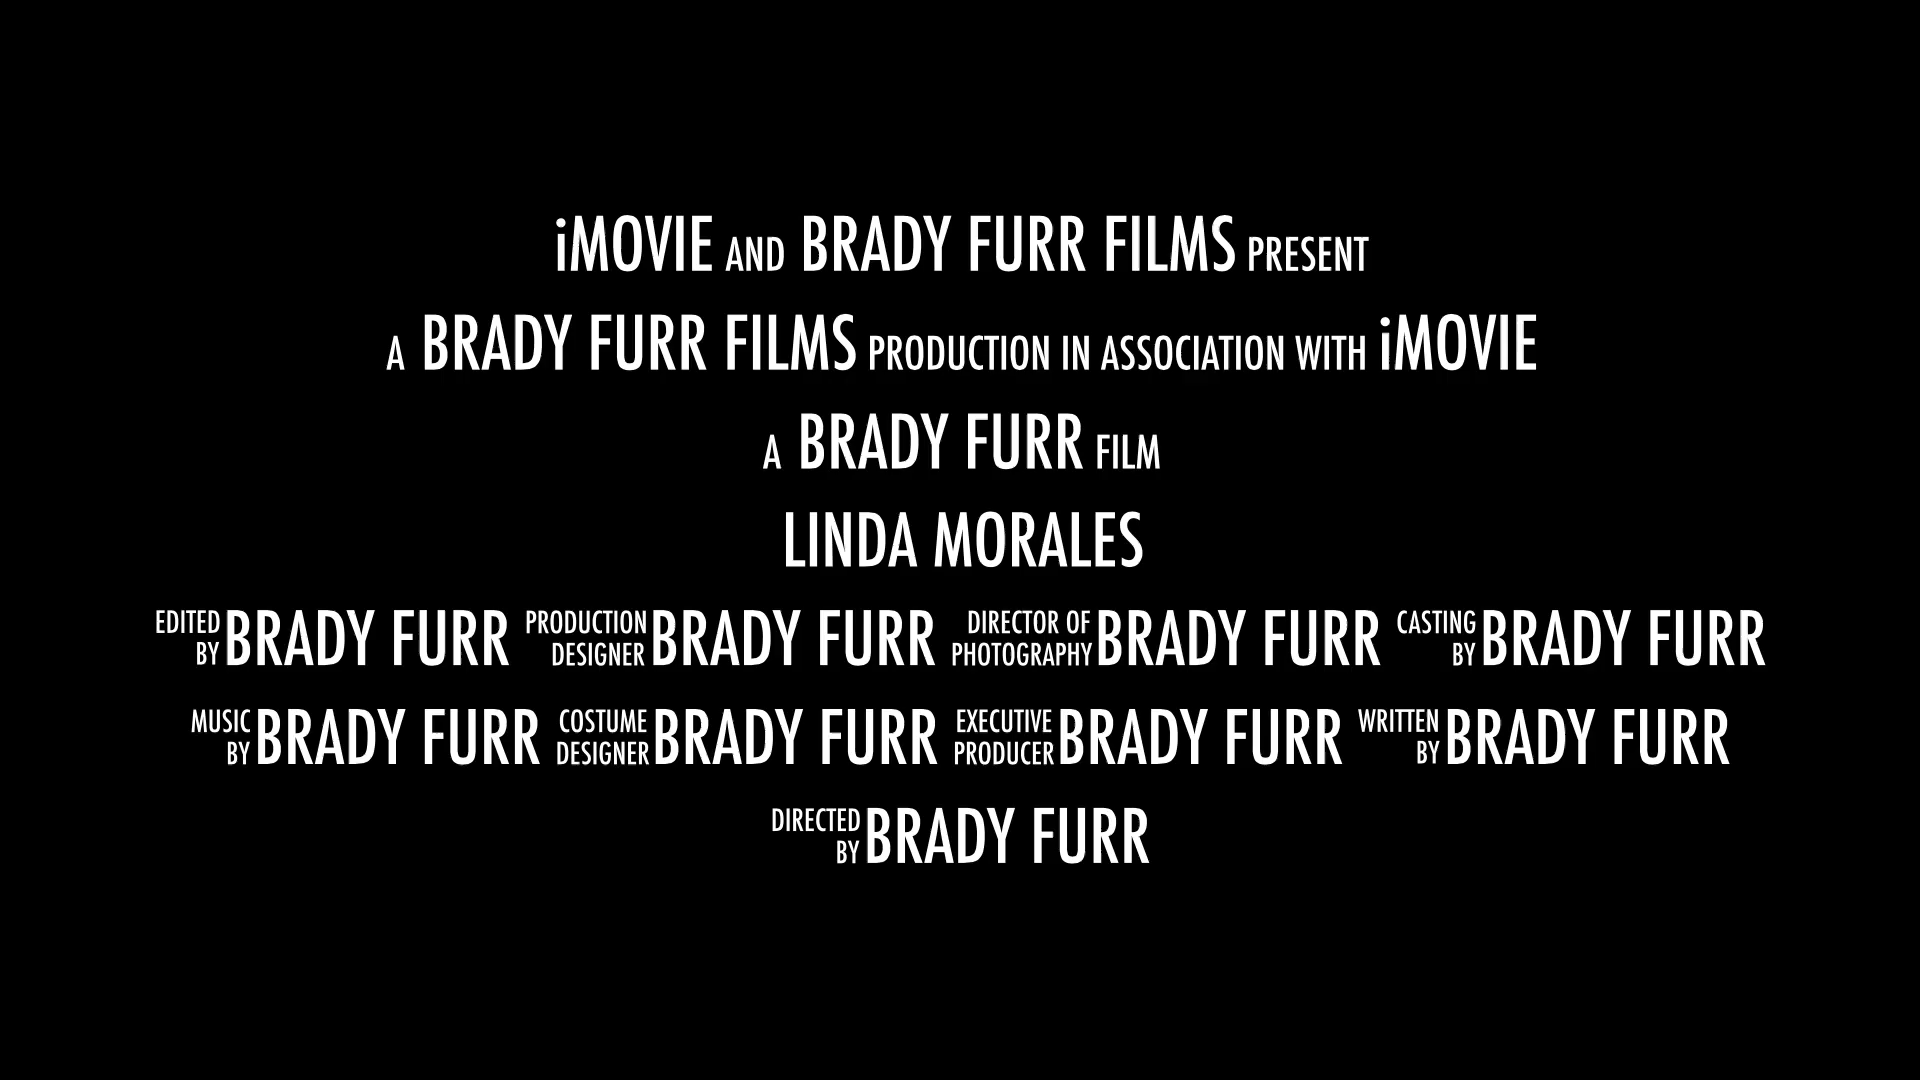 iMOVIE AND BRADY FURR FILMS PRESENT
A BRADY FURR FILMS PRODUCTION IN ASSOCIATION WITH iMOVIE
A BRADY FURR FILM
LINDA MORALES
EDITED BY BRADY FURR PRODUCTION DESIGNER BRADY FURR DIRECTOR OF PHOTOGRAPHY BRADY FURR CASTING BY BRADY FURR
MUSIC BY BRADY FURR COSTUME DESIGNER BRADY FURR EXECUTIVE PRODUCER BRADY FURR WRITTEN BY BRADY FURR
DIRECTED BY BRADY FURR